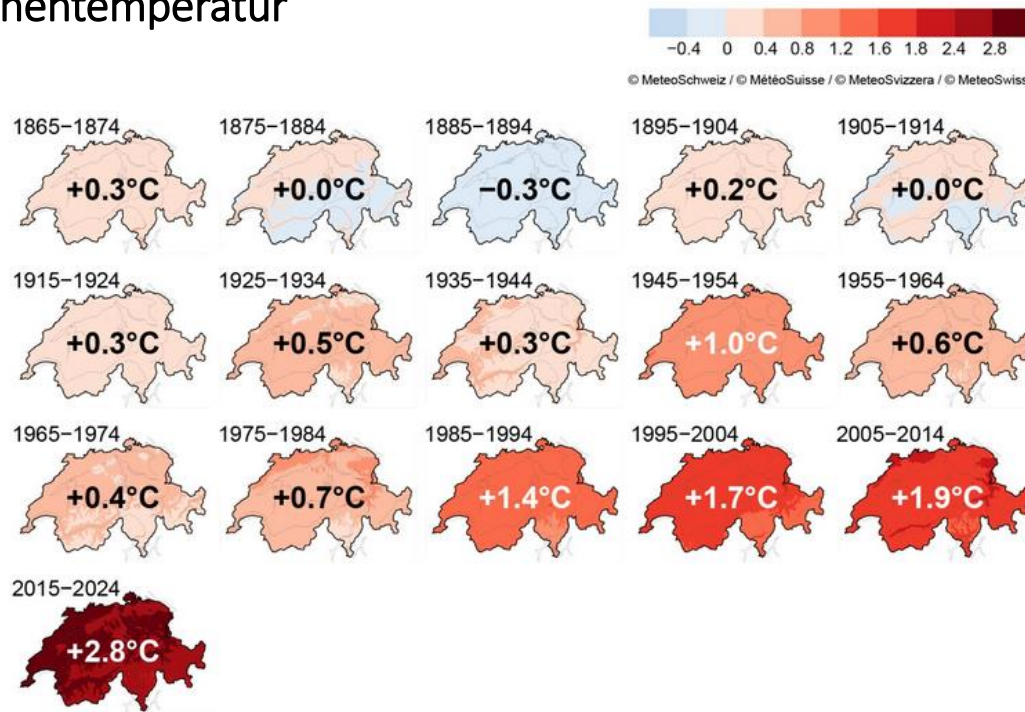 −0.4 0 0.4 0.8 1.2 1.6 1.8 2.4 2.8
© MeteoSchweiz / © MétéoSuisse / © MeteoSvizzera / © MeteoSwiss
1865−1874 1875−1884 1885−1894 1895−1904 1905−1914
+0.3°C +0.0°C −0.3°C +0.2°C +0.0°C
1915−1924 1925−1934 1935−1944 1945−1954 1955−1964
+0.3°C +0.5°C +0.3°C +1.0°C +0.6°C
1965−1974 1975−1984 1985−1994 1995−2004 2005−2014
+0.4°C +0.7°C +1.4°C +1.7°C +1.9°C
2015−2024
+2.8°C